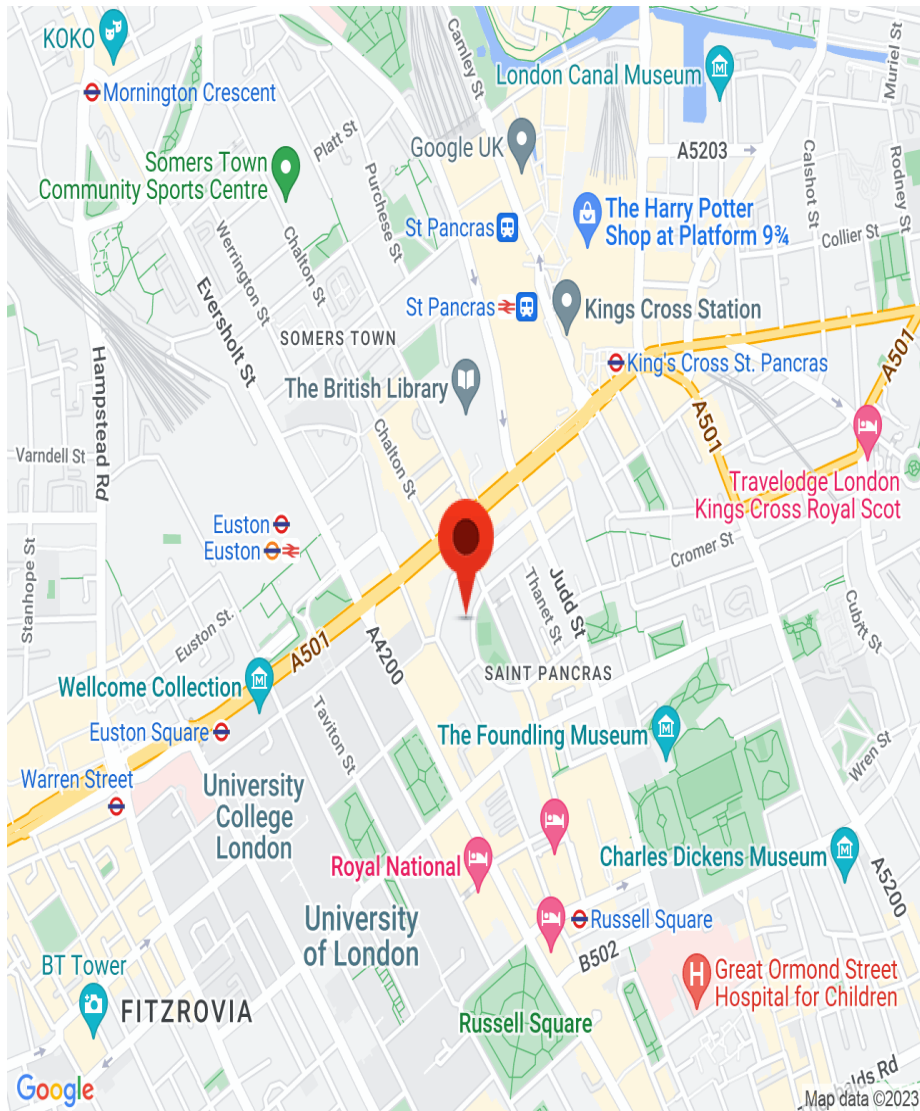 KOKO
Mornington Crescent
Camley St
London Canal Museum
Muriel St
Platt St
Google UK
A5203
Calshot St
Rodney St
Somers Town
Community Sports Centre
Purchese St
The Harry Potter
Shop at Platform 9¾
St Pancras
Collier St
Werrington St
Chalton St
Eversholt St
St Pancras
Kings Cross Station
SOMERS TOWN
King's Cross St. Pancras
A501
Hampstead Rd
The British Library
A501
Chalton St
Varndell St
Travelodge London
Kings Cross Royal Scot
Euston
Euston
Cromer St
Stanhope St
Judd St
Thanet St
Cubitt St
Euston St.
A501
A4200
SAINT PANCRAS
Wellcome Collection
Taviton St
Euston Square
The Foundling Museum
Wren St
Warren Street
University
College
London
Royal National
Charles Dickens Museum
A5200
University
of London
Russell Square
B502
BT Tower
Great Ormond Street
Hospital for Children
FITZROVIA
Russell Square
Google
Map data ©2023